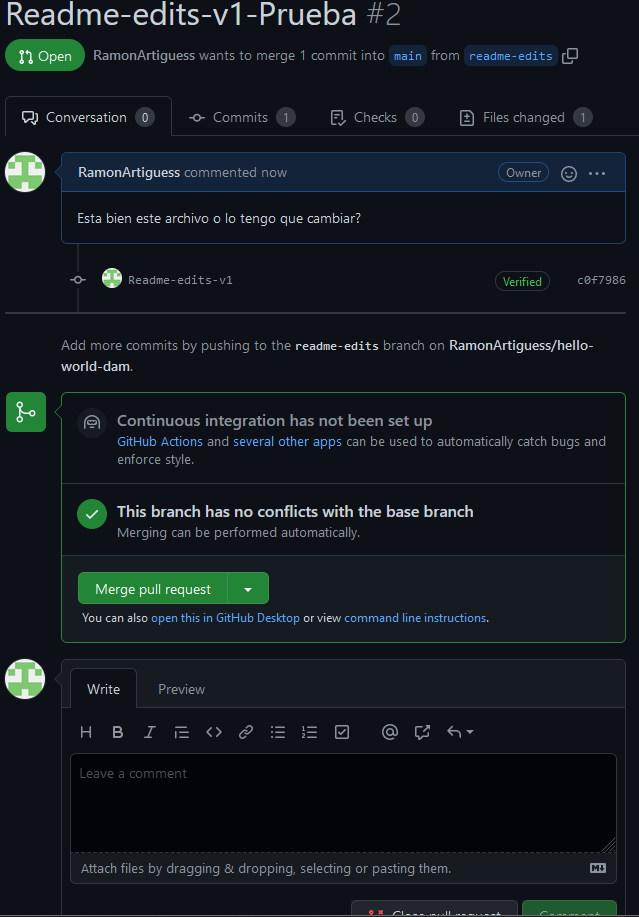 Readme-edits-v1-Prueba #2
Open RamonArtiguess wants to merge 1 commit into main from readme-edits
Conversation 0 Commits 1 Checks 0 Files changed 1
RamonArtiguess commented now Owner
Esta bien este archivo o lo tengo que cambiar?
Readme-edits-v1 Verified c0f7986
Add more commits by pushing to the readme-edits branch on RamonArtiguess/hello-
world-dam.
Continuous integration has not been set up
GitHub Actions and several other apps can be used to automatically catch bugs and
enforce style.
This branch has no conflicts with the base branch
Merging can be performed automatically.
Merge pull request
You can also open this in GitHub Desktop or view command line instructions.
Write Preview
Leave a comment
Attach files by dragging & dropping, selecting or pasting them.
Close pull request Comment